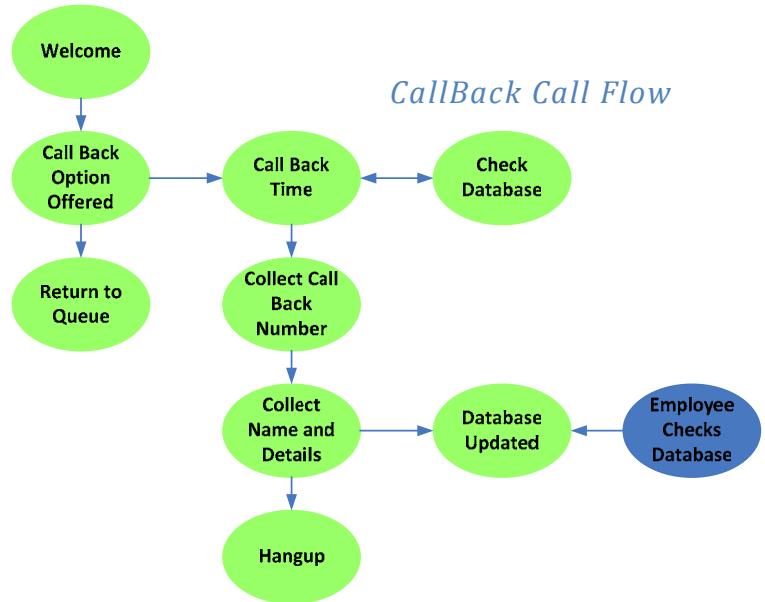 Welcome
CallBack Call Flow
Call Back
Option
Offered
Call Back
Time
Check
Database
Return to
Queue
Collect Call
Back
Number
Collect
Name and
Details
Database
Updated
Employee
Checks
Database
Hangup